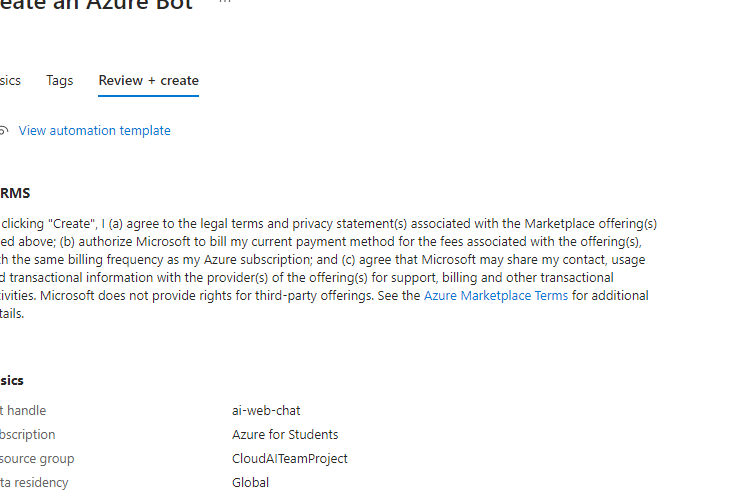 eate an Azure Bot ...
sics Tags Review + create
View automation template
RMS
clicking "Create", I (a) agree to the legal terms and privacy statement(s) associated with the Marketplace offering(s)
ed above; (b) authorize Microsoft to bill my current payment method for the fees associated with the offering(s),
h the same billing frequency as my Azure subscription; and (c) agree that Microsoft may share my contact, usage
d transactional information with the provider(s) of the offering(s) for support, billing and other transactional
tivities. Microsoft does not provide rights for third-party offerings. See the Azure Marketplace Terms for additional
tails.
sics
t handle ai-web-chat
bscription Azure for Students
source group CloudAITeamProject
ta residency Global